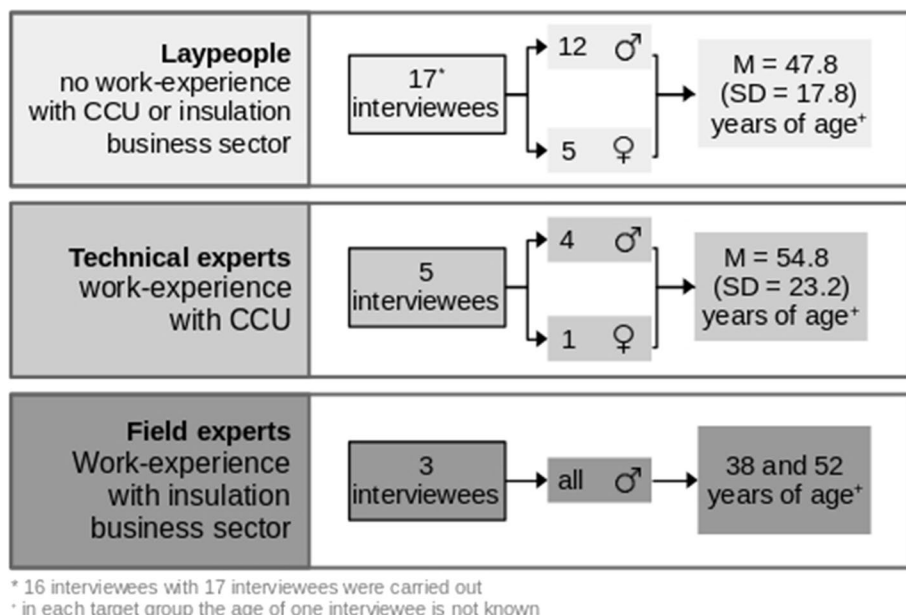 Laypeople
no work-experience
with CCU or insulation
business sector
17*
interviewees
12 ♂
5 ♀
M = 47.8
(SD = 17.8)
years of age⁺
Technical experts
work-experience
with CCU
5
interviewees
4 ♂
1 ♀
M = 54.8
(SD = 23.2)
years of age⁺
Field experts
Work-experience
with insulation
business sector
3
interviewees
all ♂
38 and 52
years of age⁺
* 16 interviewees with 17 interviewees were carried out
⁺ in each target group the age of one interviewee is not known